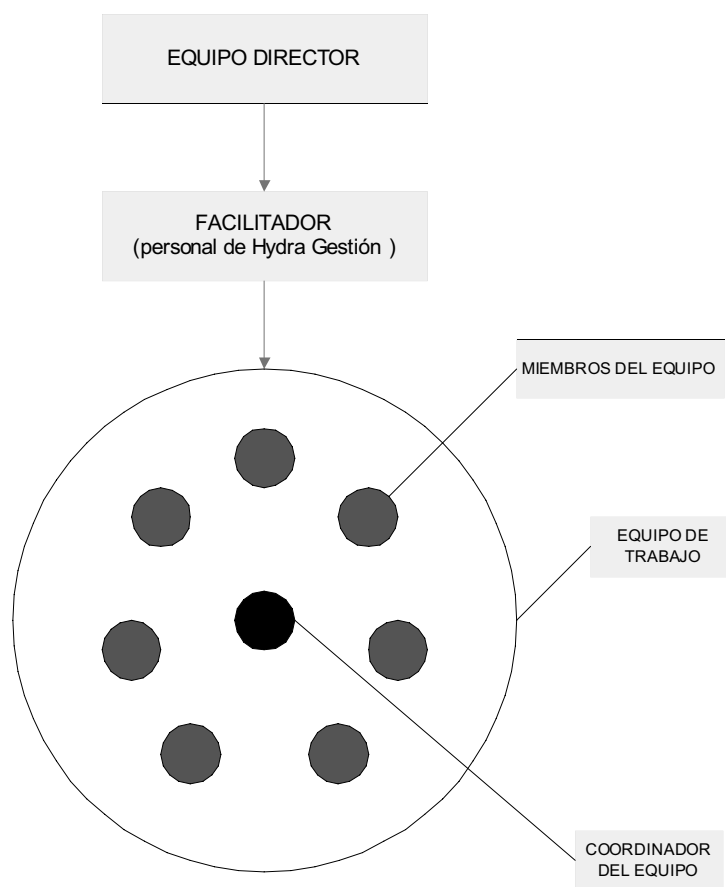 EQUIPO DIRECTOR
FACILITADOR
(personal de Hydra Gestión )
MIEMBROS DEL EQUIPO
EQUIPO DE
TRABAJO
COORDINADOR
DEL EQUIPO